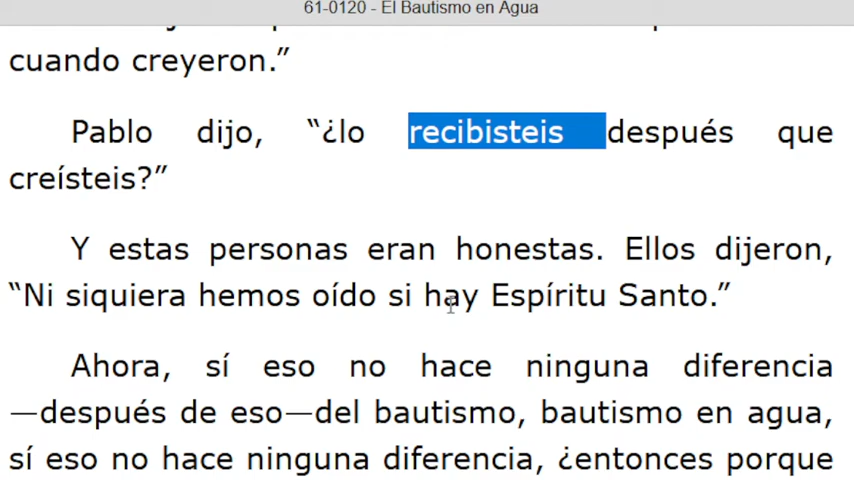 61-0120 - El Bautismo en Agua
cuando creyeron.”
Pablo dijo, “¿lo recibisteis después que
creísteis?”
Y estas personas eran honestas. Ellos dijeron,
“Ni siquiera hemos oído si hay Espíritu Santo.”
Ahora, sí eso no hace ninguna diferencia
—después de eso—del bautismo, bautismo en agua,
sí eso no hace ninguna diferencia, ¿entonces porque